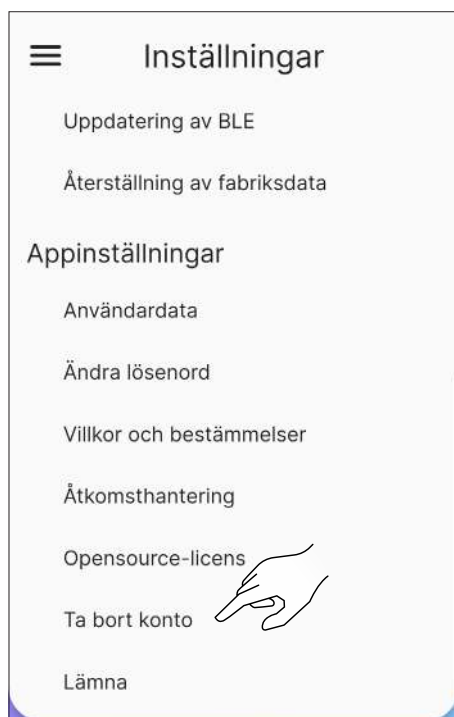 Inställningar
Uppdatering av BLE
Återställning av fabriksdata
Appinställningar
Användardata
Ändra lösenord
Villkor och bestämmelser
Åtkomsthantering
Opensource-licens
Ta bort konto
Lämna